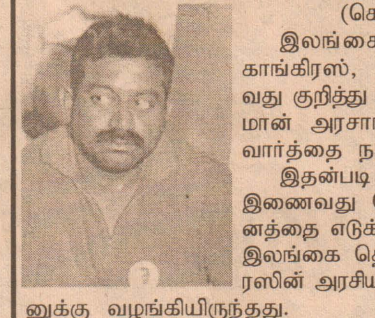 (கெ
இலங்கை
காங்கிரஸ்,
வது குறித்து
மான் அரசா
வார்த்தை ந
இதன்படி
இணைவது
னத்தை எடுக்
இலங்கை தெ
ரஸின் அரசிய
னுக்கு வழங்கியிருந்தது.